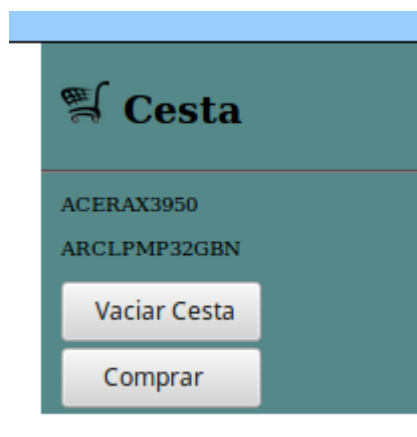 Cesta
ACERAX3950
ARCLPMP32GBN
Vaciar Cesta
Comprar